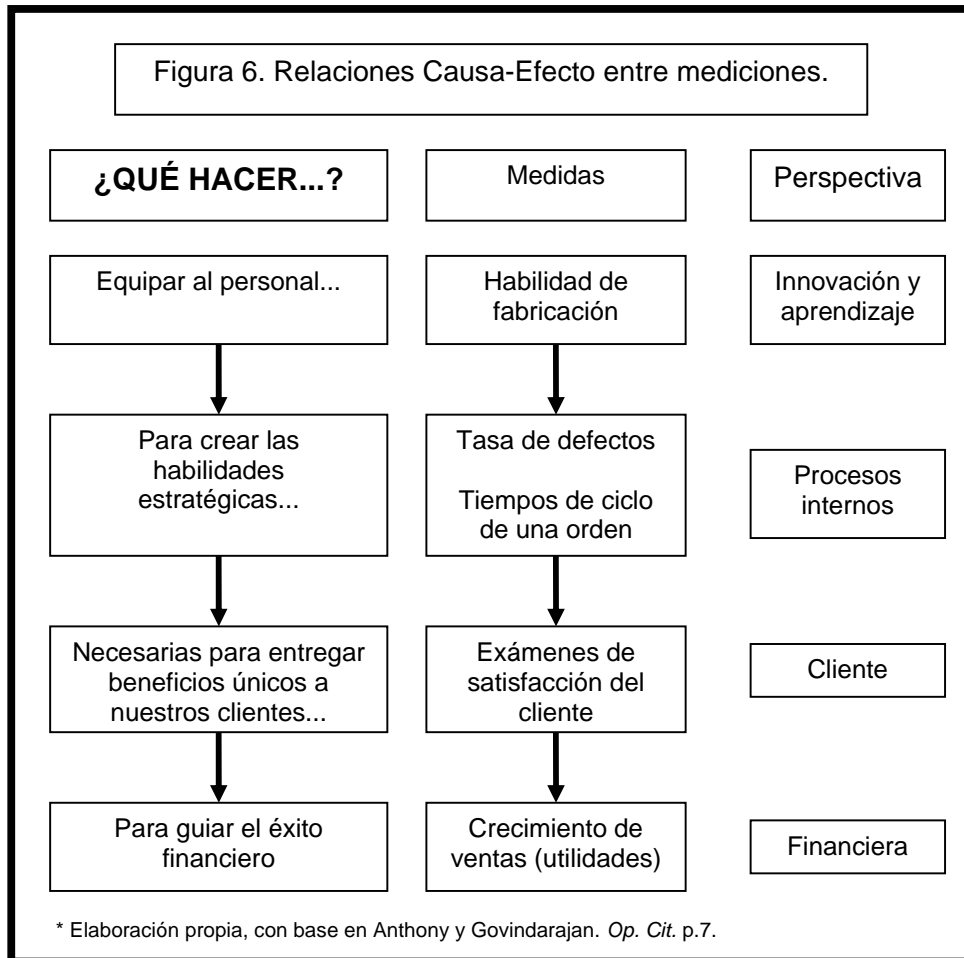 Figura 6. Relaciones Causa-Efecto entre mediciones.
¿QUÉ HACER...?
Medidas
Perspectiva
Equipar al personal...
Habilidad de
fabricación
Innovación y
aprendizaje
Para crear las
habilidades
estratégicas...
Tasa de defectos
Tiempos de ciclo
de una orden
Procesos
internos
Necesarias para entregar
beneficios únicos a
nuestros clientes...
Exámenes de
satisfacción del
cliente
Cliente
Para guiar el éxito
financiero
Crecimiento de
ventas (utilidades)
Financiera
* Elaboración propia, con base en Anthony y Govindarajan. Op. Cit. p.7.